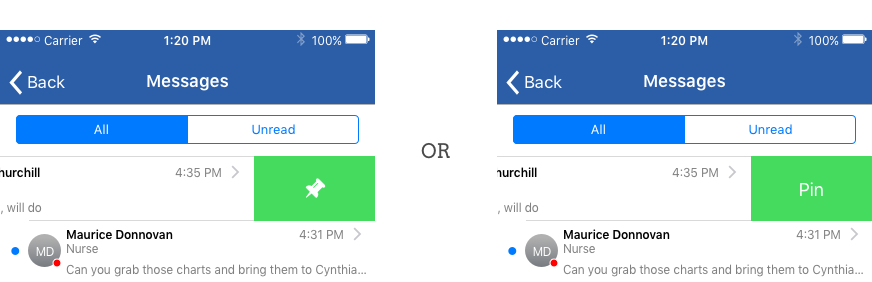 Carrier 1:20 PM 100%
Back Messages
All Unread
hurchill 4:35 PM
, will do
Maurice Donnovan 4:31 PM
Nurse
MD
Can you grab those charts and bring them to Cynthia...
OR
Carrier 1:20 PM 100%
Back Messages
All Unread
hurchill 4:35 PM Pin
, will do
Maurice Donnovan 4:31 PM
Nurse
MD
Can you grab those charts and bring them to Cynthia...